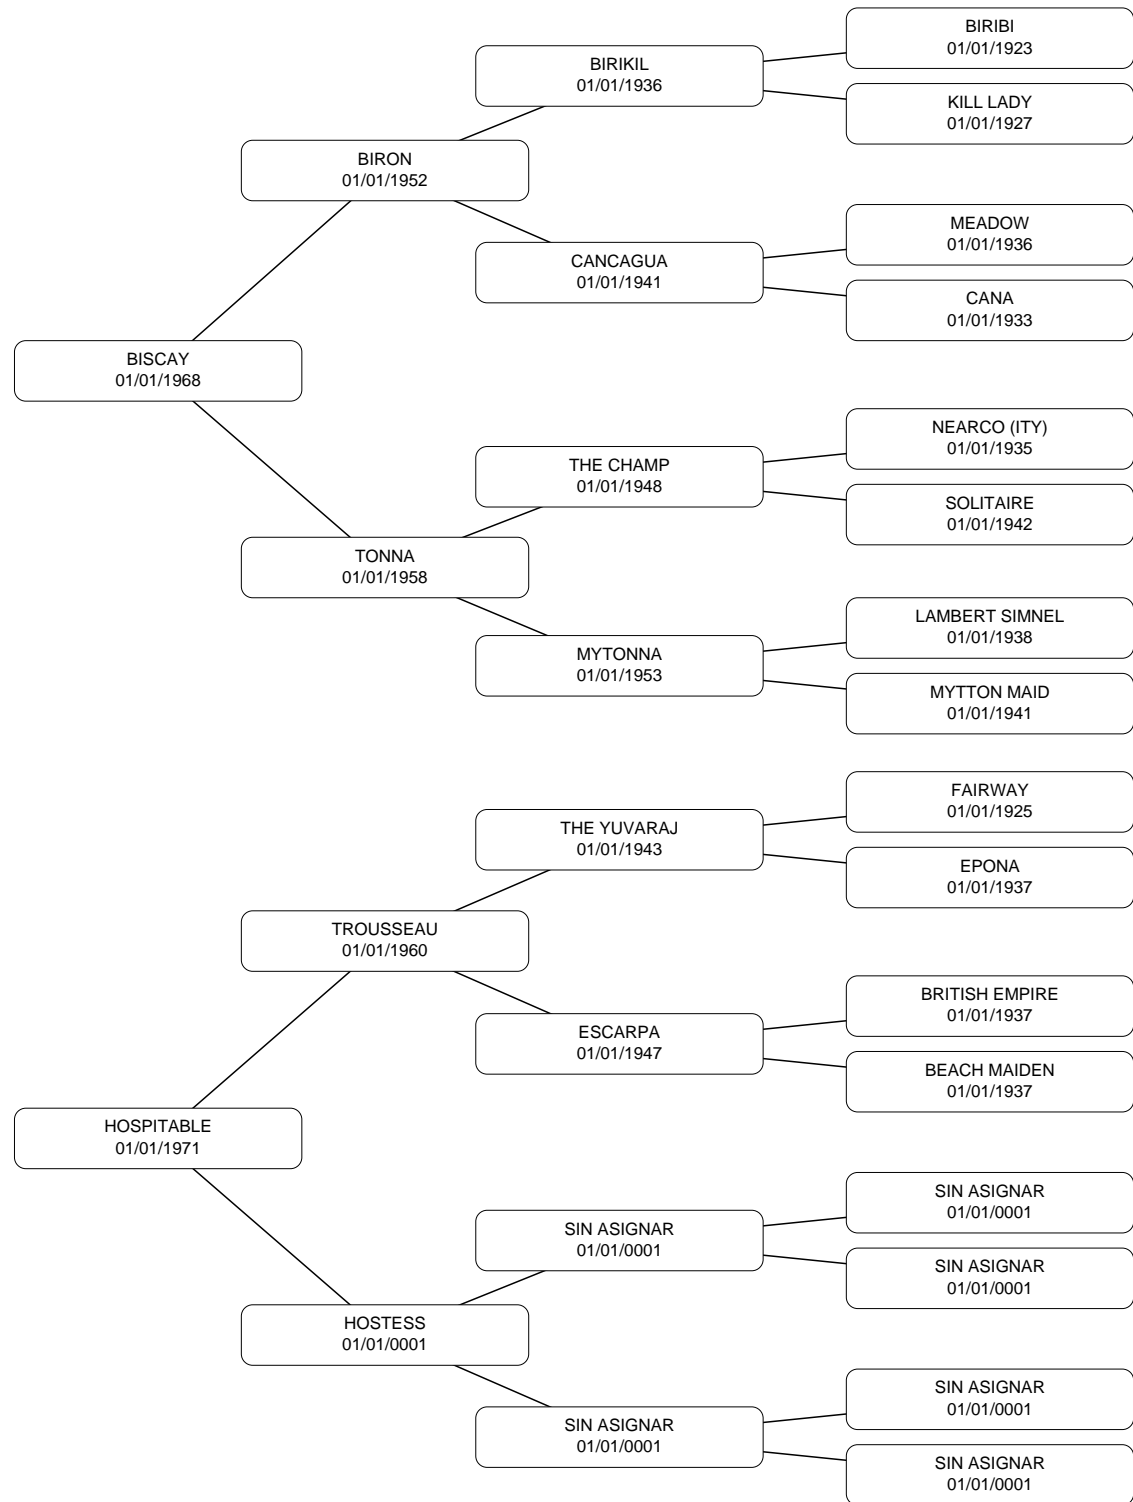 BIRIBI
01/01/1923
BIRIKIL
01/01/1936
KILL LADY
01/01/1927
BIRON
01/01/1952
MEADOW
01/01/1936
CANCAGUA
01/01/1941
CANA
01/01/1933
BISCAY
01/01/1968
NEARCO (ITY)
01/01/1935
THE CHAMP
01/01/1948
SOLITAIRE
01/01/1942
TONNA
01/01/1958
LAMBERT SIMNEL
01/01/1938
MYTONNA
01/01/1953
MYTTON MAID
01/01/1941
FAIRWAY
01/01/1925
THE YUVARAJ
01/01/1943
EPONA
01/01/1937
TROUSSEAU
01/01/1960
BRITISH EMPIRE
01/01/1937
ESCARPA
01/01/1947
BEACH MAIDEN
01/01/1937
HOSPITABLE
01/01/1971
SIN ASIGNAR
01/01/0001
SIN ASIGNAR
01/01/0001
SIN ASIGNAR
01/01/0001
HOSTESS
01/01/0001
SIN ASIGNAR
01/01/0001
SIN ASIGNAR
01/01/0001
SIN ASIGNAR
01/01/0001